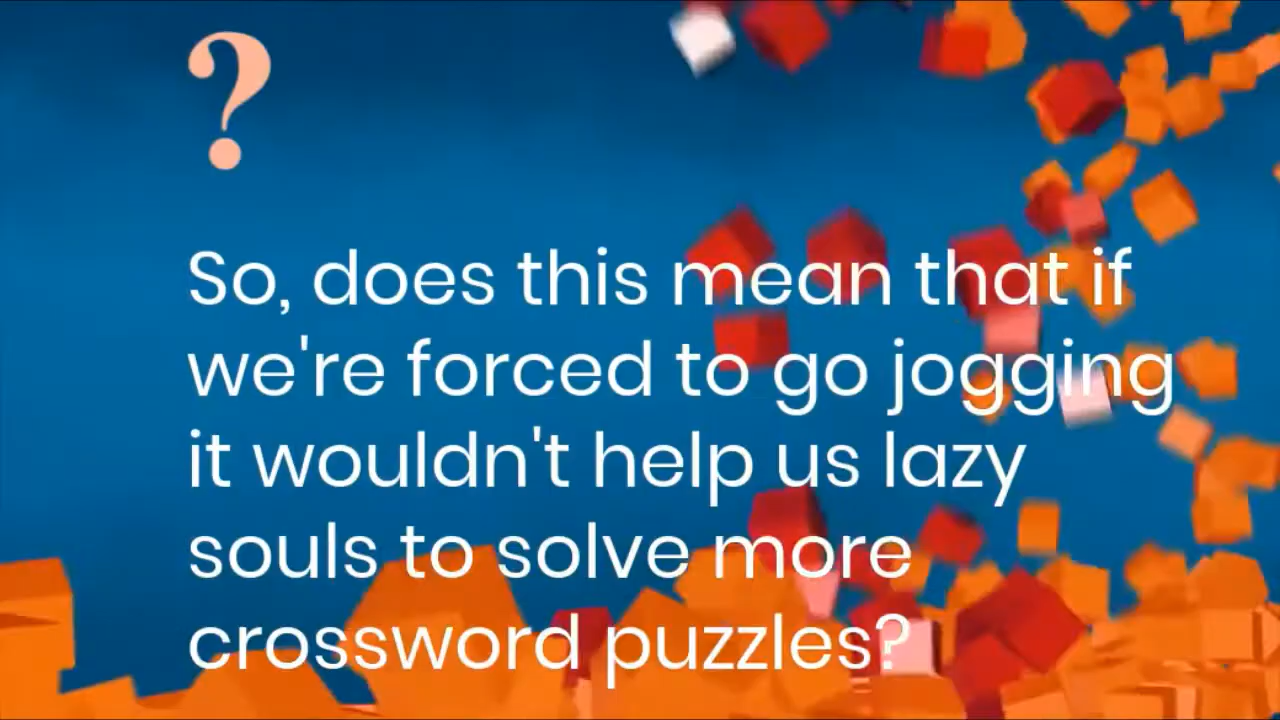 ?
So, does this mean that if
we're forced to go jogging
it wouldn't help us lazy
souls to solve more
crossword puzzles?